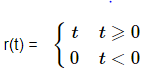 r(t) = { t t ⩾ 0
0 t < 0